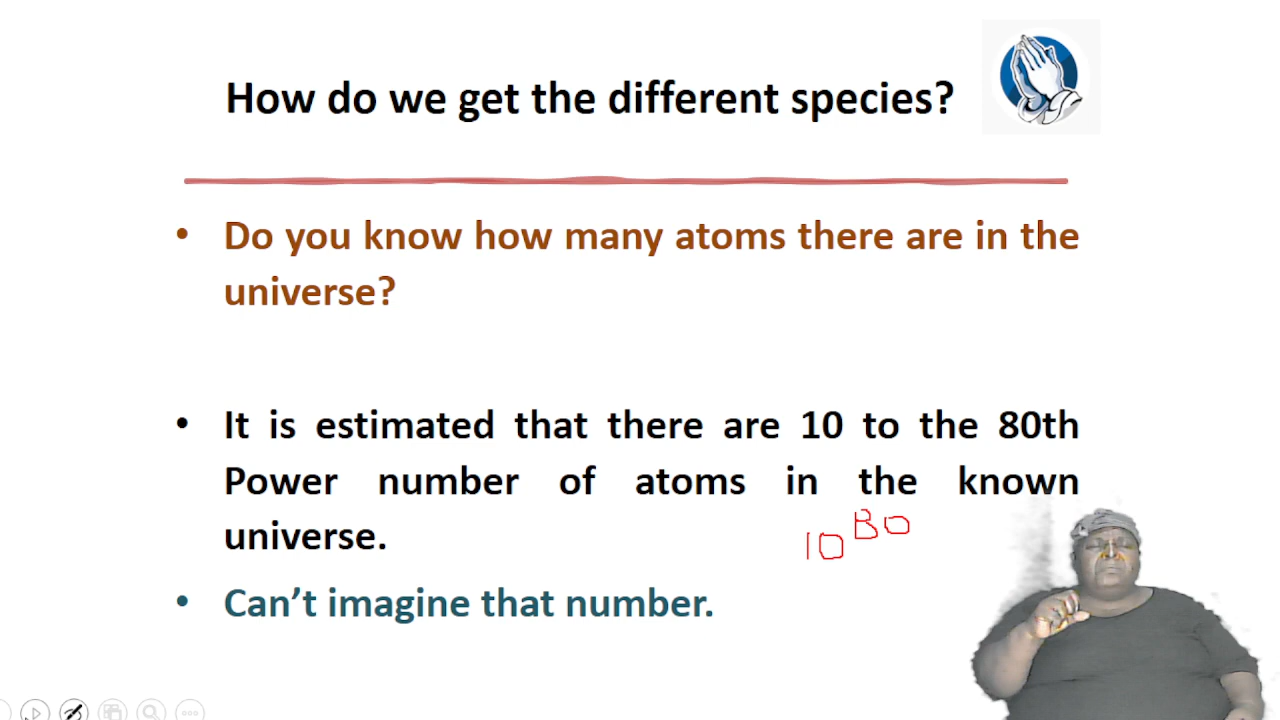 How do we get the different species?
• Do you know how many atoms there are in the
universe?
• It is estimated that there are 10 to the 80th
Power number of atoms in the known
universe.
10 80
• Can’t imagine that number.